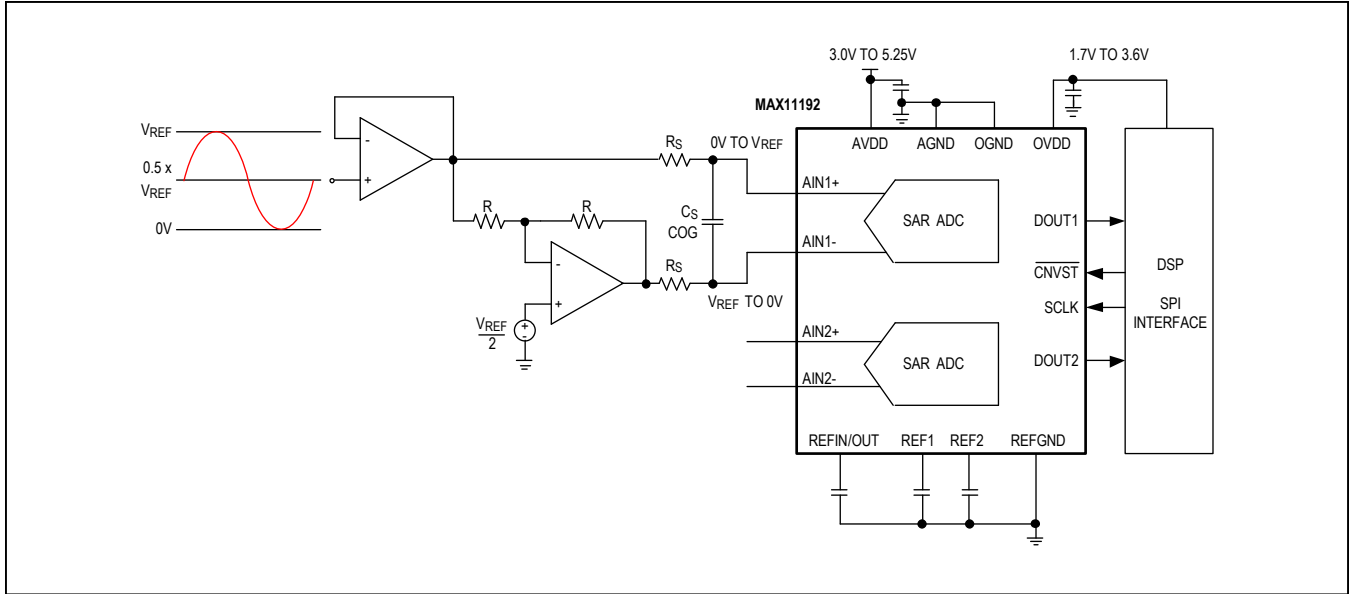 3.0V TO 5.25V
1.7V TO 3.6V
MAX11192
VREF
0.5 x
VREF
0V
-
+
RS
0V TO VREF
AVDD
AGND
OGND
OVDD
AIN1+
SAR ADC
DOUT1
R
R
CS
COG
AIN1-
CNVST
DSP
SPI
INTERFACE
-
+
RS
VREF TO 0V
SCLK
VREF
2
+
-
AIN2+
SAR ADC
DOUT2
AIN2-
REFIN/OUT
REF1
REF2
REFGND